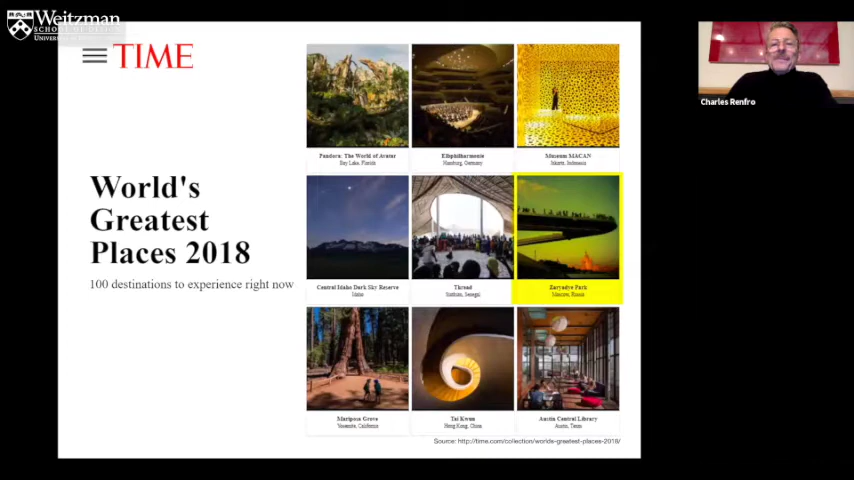 Weitzman
SCHOOL OF DESIGN
TIME
Charles Renfro
World's
Greatest
Places 2018
100 destinations to experience right now
Pandora: The World of Avatar
Bay Lake, Florida
Elbphilharmonie
Hamburg, Germany
Museum MACAN
Jakarta, Indonesia
Central Idaho Dark Sky Reserve
Idaho
Thread
Sinthian, Senegal
Zaryadye Park
Moscow, Russia
Mariposa Grove
Yosemite, California
Tai Kwun
Hong Kong, China
Austin Central Library
Austin, Texas
Source: http://time.com/collection/worlds-greatest-places-2018/